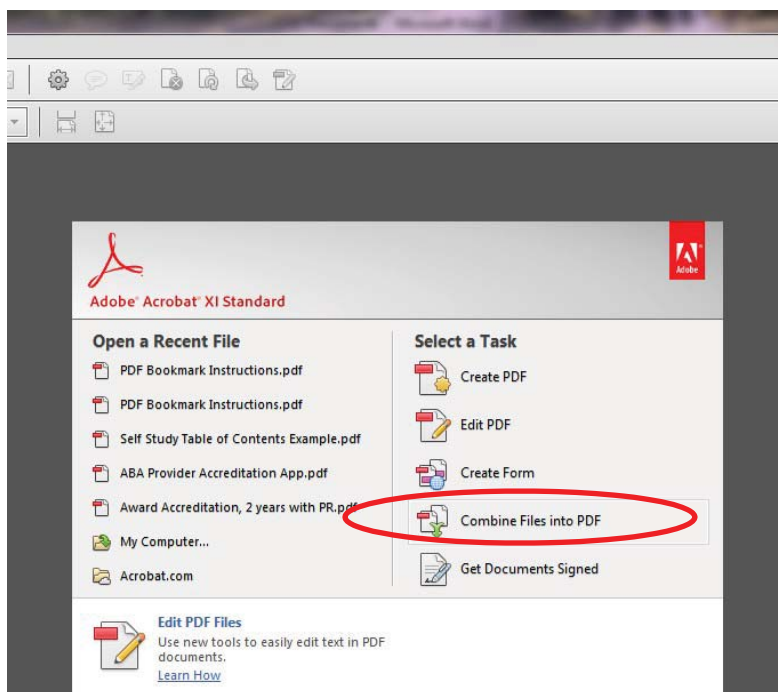 Adobe® Acrobat® XI Standard
Adobe
Open a Recent File
PDF Bookmark Instructions.pdf
PDF Bookmark Instructions.pdf
Self Study Table of Contents Example.pdf
ABA Provider Accreditation App.pdf
Award Accreditation, 2 years with PR.pdf
My Computer...
Acrobat.com
Select a Task
Create PDF
Edit PDF
Create Form
Combine Files into PDF
Get Documents Signed
Edit PDF Files
Use new tools to easily edit text in PDF
documents.
Learn How